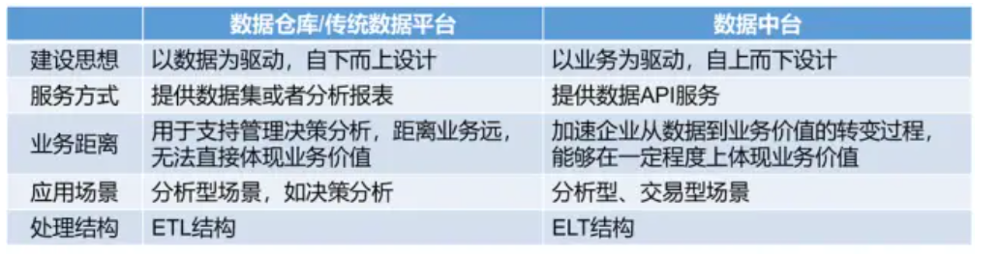 数据仓库/传统数据平台 数据中台
建设思想 以数据为驱动，自下而上设计 以业务为驱动，自上而下设计
服务方式 提供数据集或者分析报表 提供数据API服务
业务距离 用于支持管理决策分析，距离业务远， 加速企业从数据到业务价值的转变过程，
无法直接体现业务价值 能够在一定程度上体现业务价值
应用场景 分析型场景，如决策分析 分析型、交易型场景
处理结构 ETL结构 ELT结构